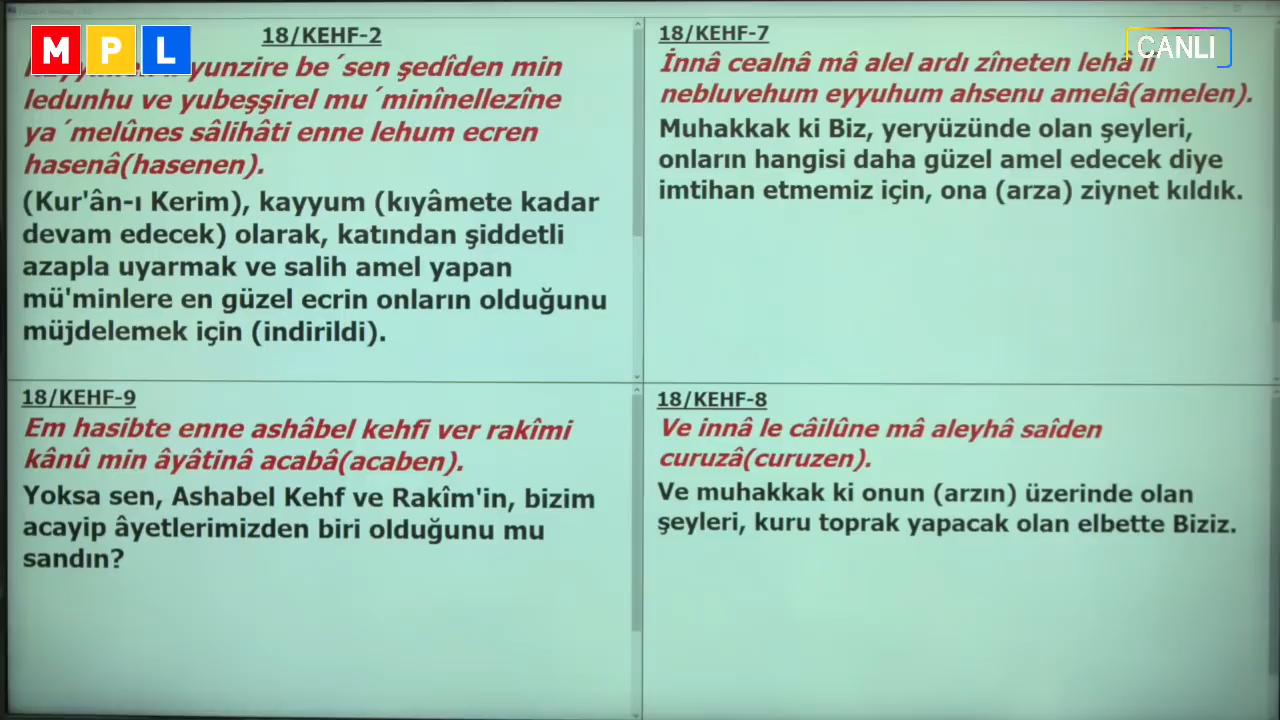 MPL
CANLI
18/KEHF-2
yunzire be´sen şedîden min
ledunhu ve yubeşşirel mu´minînellezîne
ya´melûnes sâlihâti enne lehum ecren
hasenâ(hasenen).
(Kur'ân-ı Kerim), kayyum (kıyâmete kadar
devam edecek) olarak, katından şiddetli
azapla uyarmak ve salih amel yapan
mü'minlere en güzel ecrin onların olduğunu
müjdelemek için (indirildi).
18/KEHF-7
İnnâ cealnâ mâ alel ardı zîneten lehâ li
nebluvehum eyyuhum ahsenu amelâ(amelen).
Muhakkak ki Biz, yeryüzünde olan şeyleri,
onların hangisi daha güzel amel edecek diye
imtihan etmemiz için, ona (arza) ziynet kıldık.
18/KEHF-9
Em hasibte enne ashâbel kehfi ver rakîmi
kânû min âyâtinâ acabâ(acaben).
Yoksa sen, Ashabel Kehf ve Rakîm'in, bizim
acayip âyetlerimizden biri olduğunu mu
sandın?
18/KEHF-8
Ve innâ le câilûne mâ aleyhâ saîden
curuzâ(curuzen).
Ve muhakkak ki onun (arzın) üzerinde olan
şeyleri, kuru toprak yapacak olan elbette Biziz.